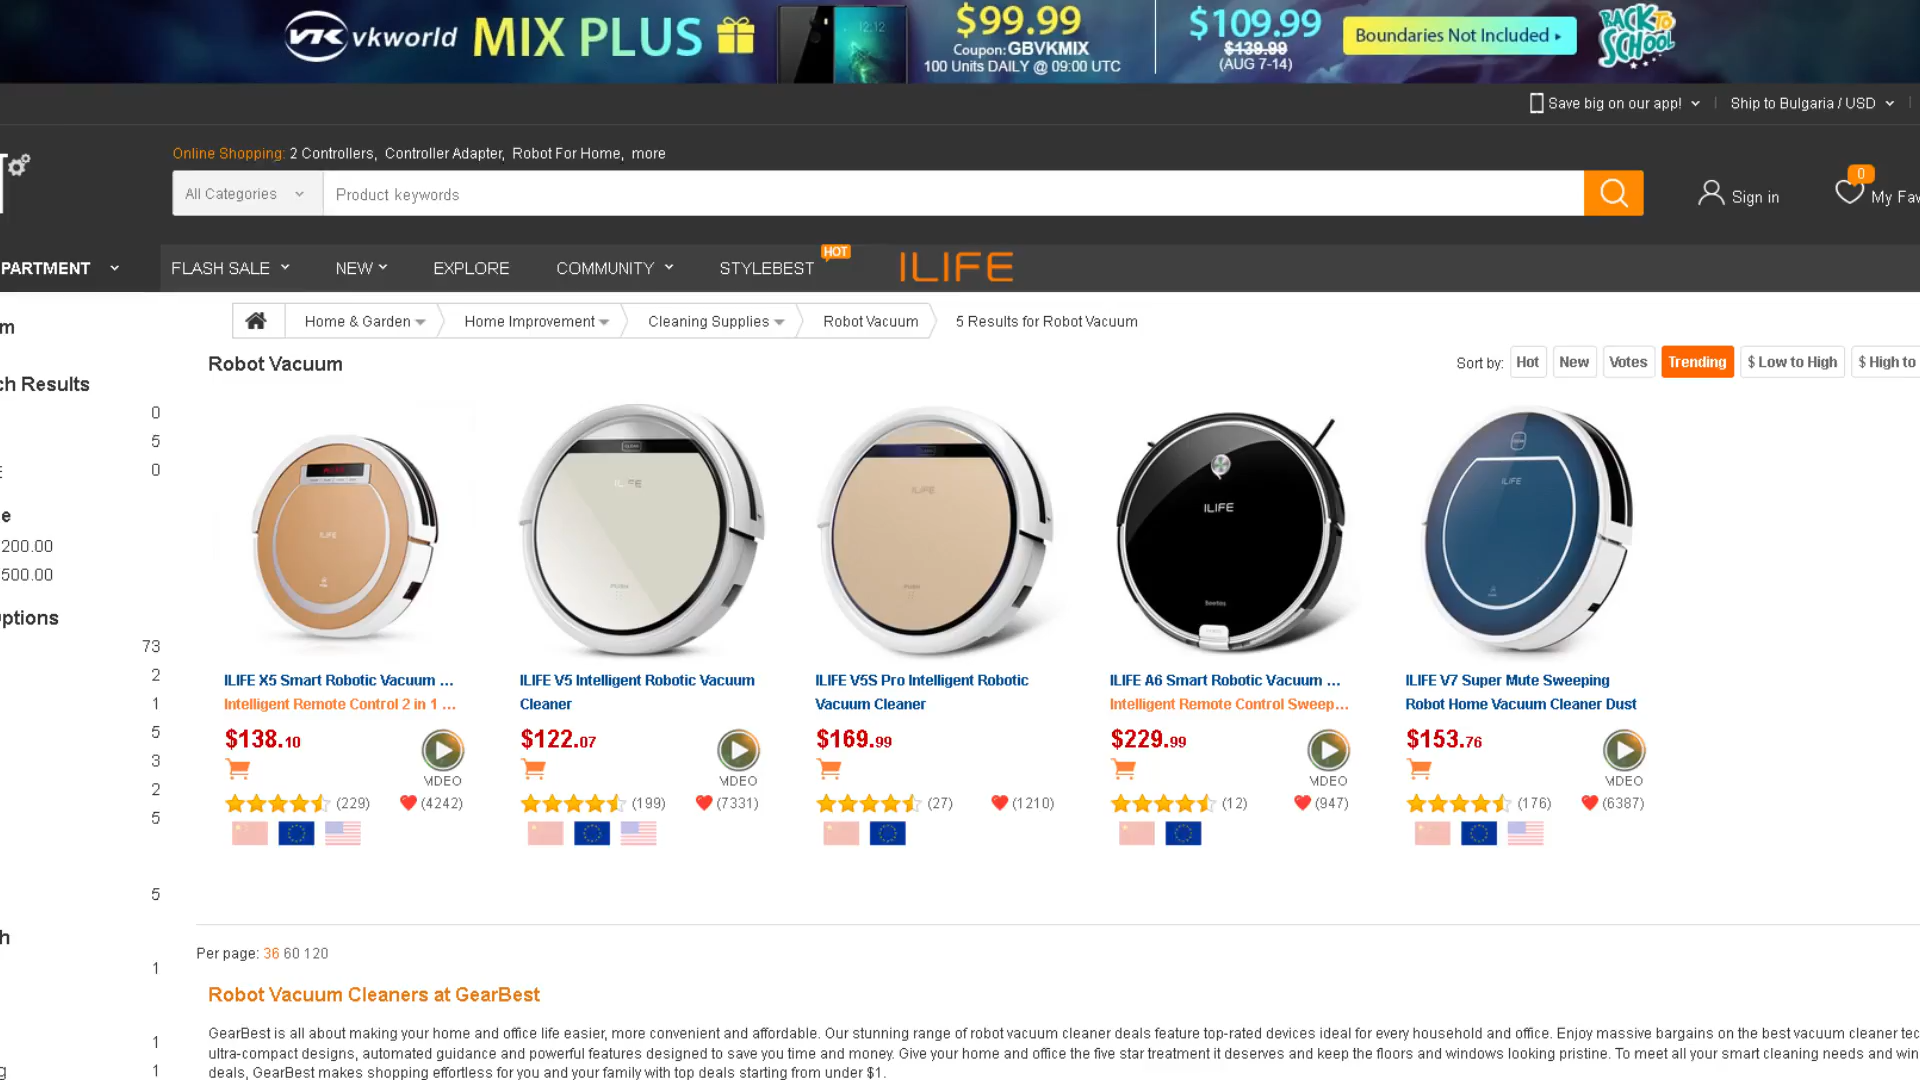 vkworld MIX PLUS
$99.99
Coupon: GBVKMIX
100 Units DAILY @ 09:00 UTC
$109.99
$139.99
(AUG 7-14)
Boundaries Not Included ▸
BACK TO SCHOOL
Save big on our app!
Ship to Bulgaria / USD
Online Shopping: 2 Controllers, Controller Adapter, Robot For Home, more
All Categories
Product keywords
Sign in
0
My Fav
PARTMENT
FLASH SALE
NEW
EXPLORE
COMMUNITY
STYLEBEST
HOT
ILIFE
Home & Garden
Home Improvement
Cleaning Supplies
Robot Vacuum
5 Results for Robot Vacuum
m
Robot Vacuum
Sort by: Hot New Votes Trending $ Low to High $ High to
ch Results
0
5
0
e
200.00
500.00
ptions
73
2
1
5
3
2
5
5
h
1
1
g
1
ILIFE
ILIFE
ILIFE
ILIFE
ILIFE
ILIFE X5 Smart Robotic Vacuum ...
Intelligent Remote Control 2 in 1 ...
$138.10
VIDEO
(229)
(4242)
ILIFE V5 Intelligent Robotic Vacuum
Cleaner
$122.07
VIDEO
(199)
(7331)
ILIFE V5S Pro Intelligent Robotic
Vacuum Cleaner
$169.99
(27)
(1210)
ILIFE A6 Smart Robotic Vacuum ...
Intelligent Remote Control Sweep...
$229.99
VIDEO
(12)
(947)
ILIFE V7 Super Mute Sweeping
Robot Home Vacuum Cleaner Dust
$153.76
VIDEO
(176)
(6387)
Per page: 36 60 120
Robot Vacuum Cleaners at GearBest
GearBest is all about making your home and office life easier, more convenient and affordable. Our stunning range of robot vacuum cleaner deals feature top-rated devices ideal for every household and office. Enjoy massive bargains on the best vacuum cleaner tec
ultra-compact designs, automated guidance and powerful features designed to save you time and money. Give your home and office the five star treatment it deserves and keep the floors and windows looking pristine. To meet all your smart cleaning needs and win
deals, GearBest makes shopping effortless for you and your family with top deals starting from under $1.